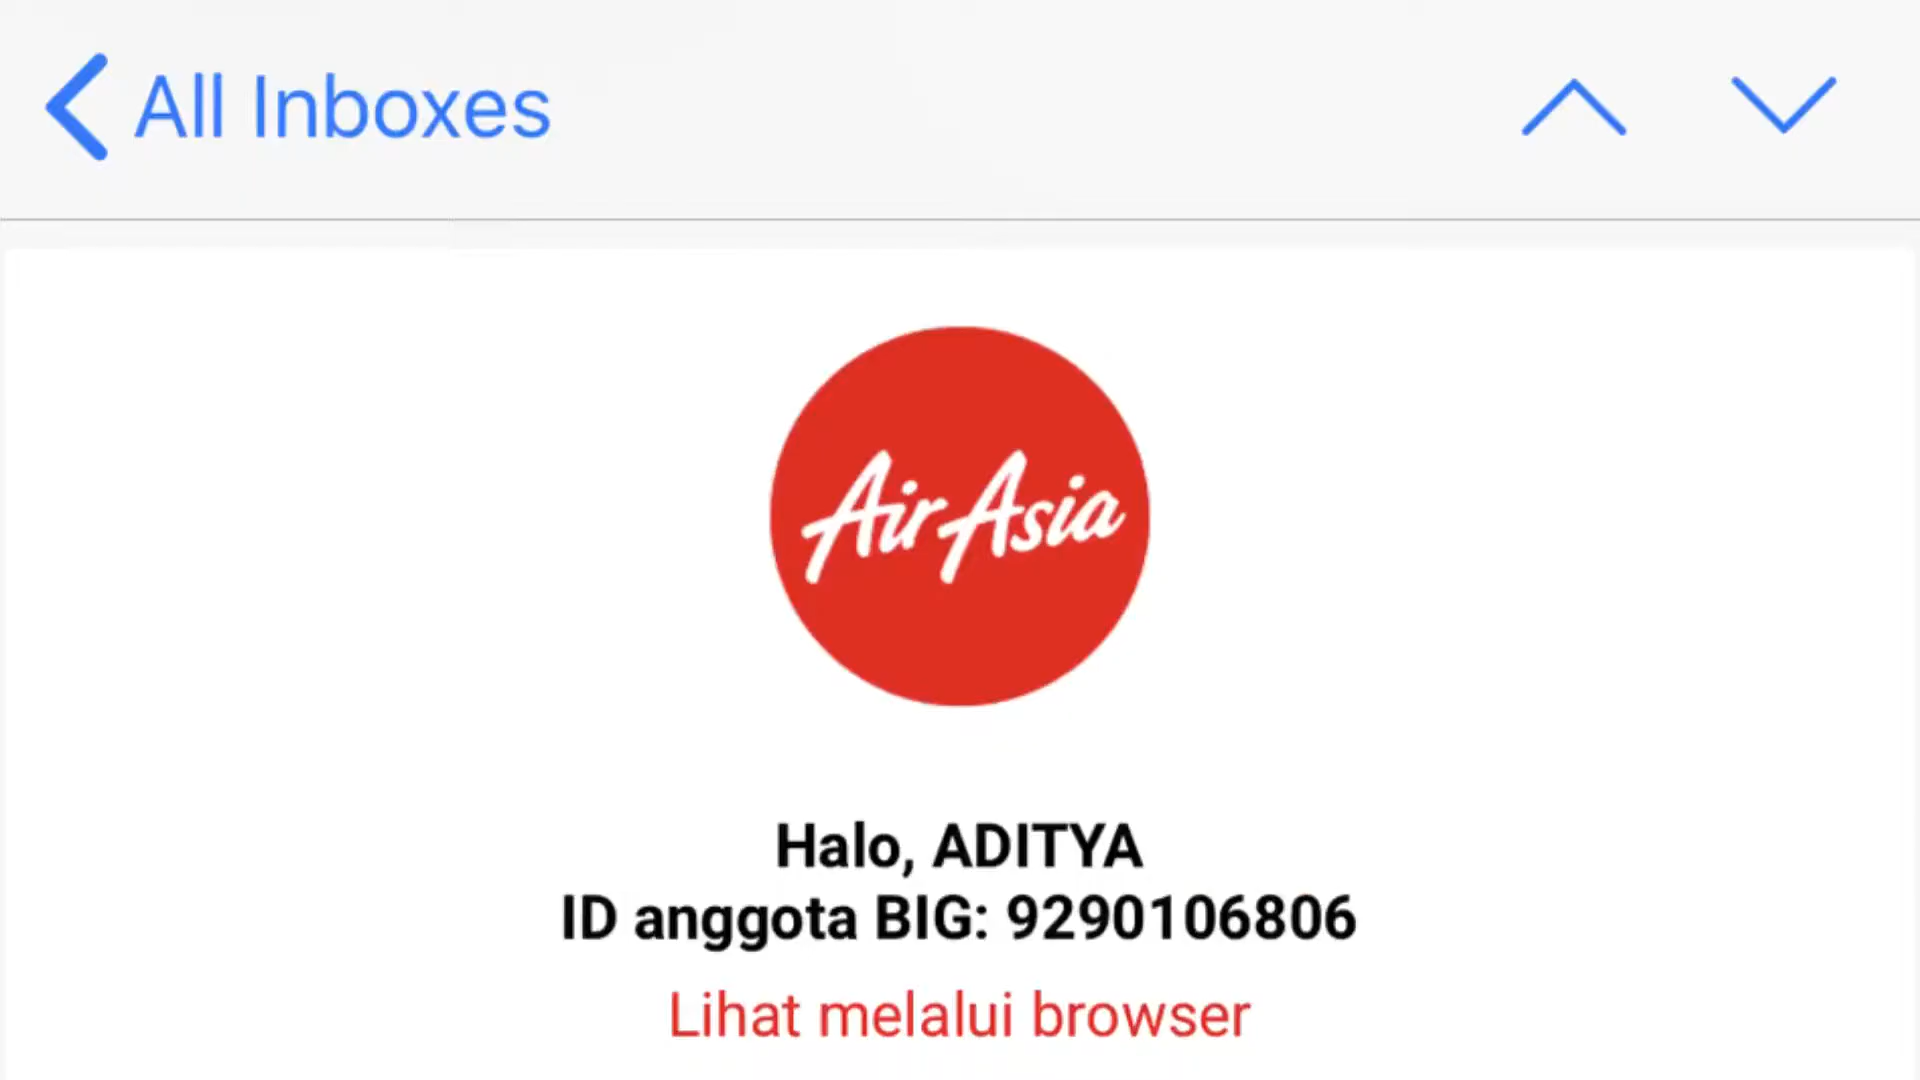 All Inboxes
AirAsia
Halo, ADITYA
ID anggota BIG: 9290106806
Lihat melalui browser